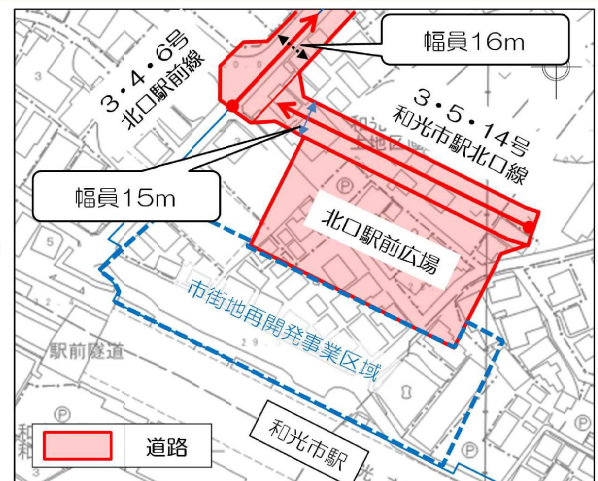 幅員16m
3・4・6号
北口駅前線
3・5・14号
和光市駅北口線
幅員15m
北口駅前広場
市街地再開発事業区域
駅前隧道
和光市駅
道路